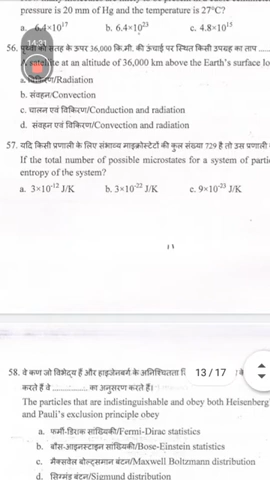 pressure is 20 mm of Hg and the temperature is 27°C?
a. 6.4×10¹⁷ b. 6.4×10²³ c. 4.8×10¹⁵
56. पृथ्वी की सतह के ऊपर 36,000 कि.मी. की ऊंचाई पर स्थित किसी उपग्रह का ताप ......
A satellite at an altitude of 36,000 km above the Earth's surface lo
14:31
a. विकिरण/Radiation
b. संवहन/Convection
c. चालन एवं विकिरण/Conduction and radiation
d. संवहन एवं विकिरण/Convection and radiation
57. यदि किसी प्रणाली के लिए संभाव्य माइक्रोस्टेटों की कुल संख्या 729 है तो उस प्रणाली
If the total number of possible microstates for a system of parti
entropy of the system?
a. 3×10⁻¹² J/K b. 3×10⁻²² J/K c. 9×10⁻²³ J/K
11
58. वे कण जो विभेद्य हैं और हाइजेनबर्ग के अनिश्चितता
13 / 17
करते हैं वे ................ का अनुसरण करते हैं।
The particles that are indistinguishable and obey both Heisenberg
and Pauli's exclusion principle obey
a. फर्मी-डिराक सांख्यिकी/Fermi-Dirac statistics
b. बोस-आइनस्टाइन सांख्यिकी/Bose-Einstein statistics
c. मैक्सवेल बोल्ट्समान बंटन/Maxwell Boltzmann distribution
d. सिग्मंड बंटन/Sigmund distribution